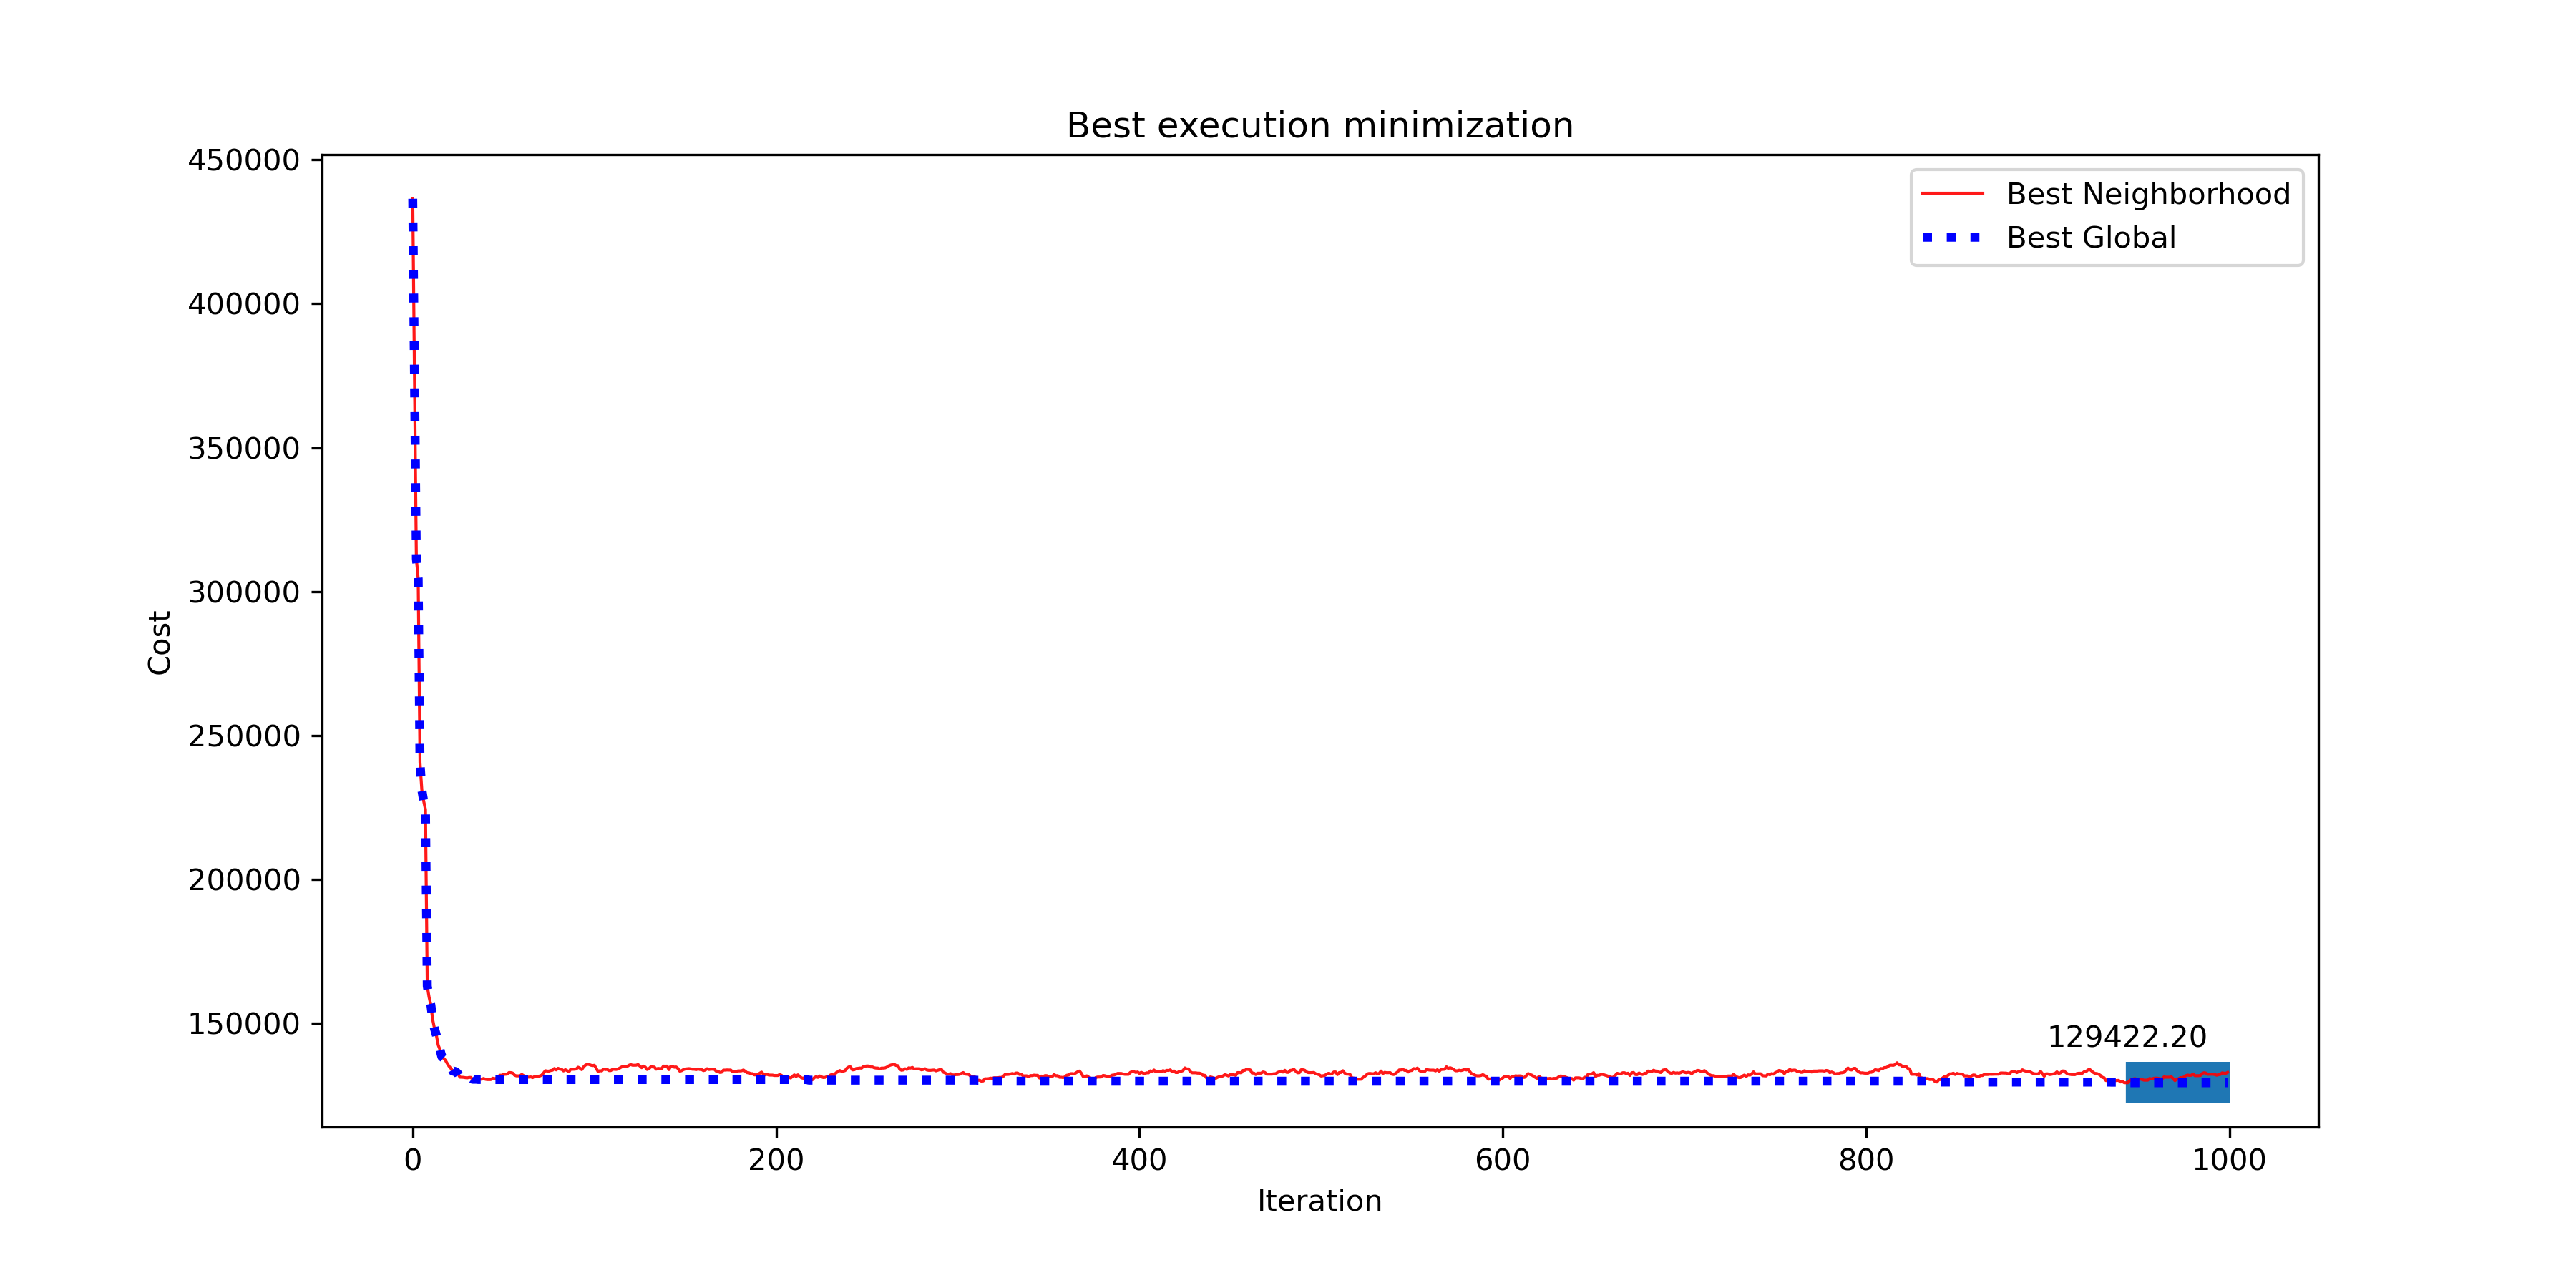 Best execution minimization
450000
400000
350000
300000
250000
200000
150000
Cost
Best Neighborhood
Best Global
129422.20
0 200 400 600 800 1000
Iteration